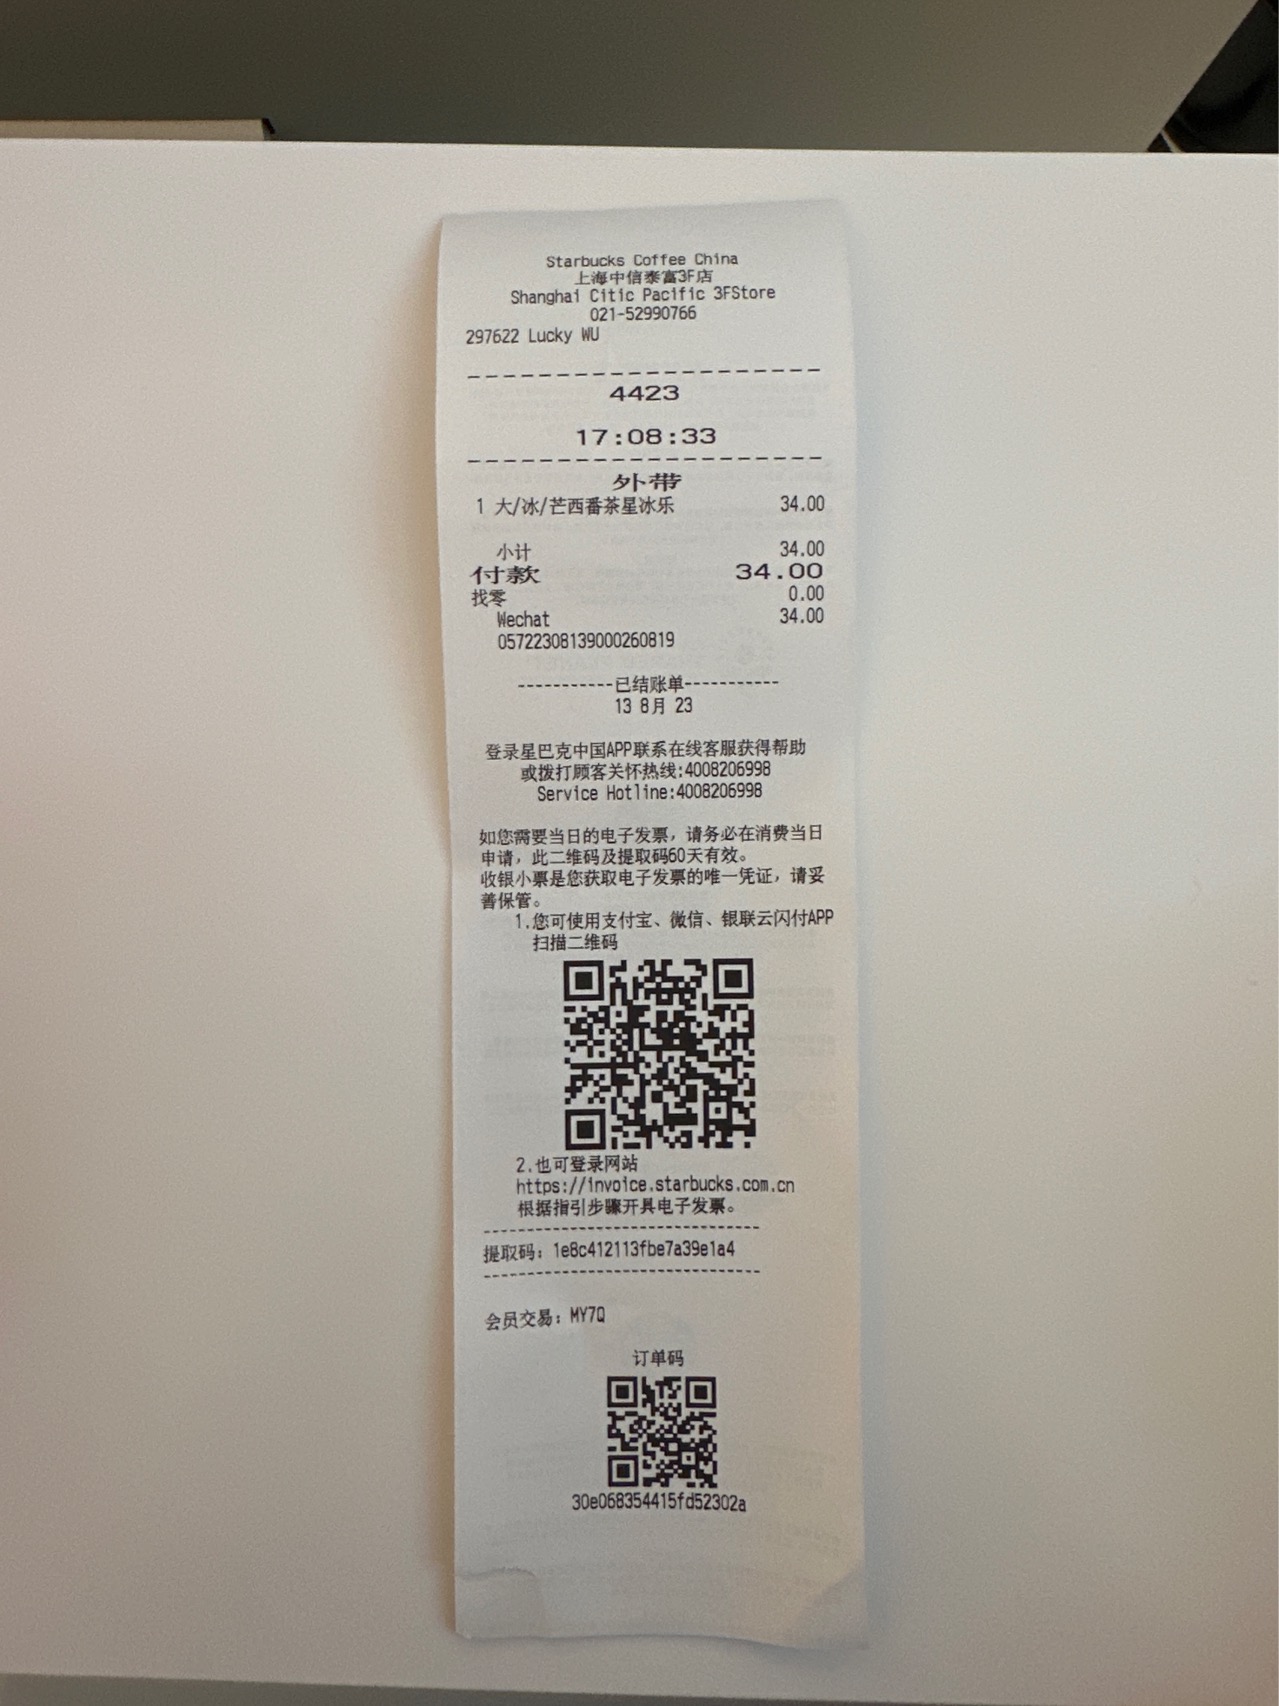 Starbucks Coffee China
上海中信泰富3F店
Shanghai Citic Pacific 3FStore
021-52990766
297622 Lucky WU
4423
17:08:33
外带
1 大/冰/芒西番茶星冰乐 34.00
小计 34.00
付款 34.00
找零 0.00
Wechat 34.00
05722308139000260819
-----------已结账单-----------
13 8月 23
登录星巴克中国APP联系在线客服获得帮助
或拨打顾客关怀热线:4008206998
Service Hotline:4008206998
如您需要当日的电子发票，请务必在消费当日
申请，此二维码及提取码60天有效。
收银小票是您获取电子发票的唯一凭证，请妥
善保管。
1.您可使用支付宝、微信、银联云闪付APP
扫描二维码
2.也可登录网站
https://invoice.starbucks.com.cn
根据指引步骤开具电子发票。
提取码：1e8c412113fbe7a39e1a4
会员交易：MY7Q
订单码
30e068354415fd52302a